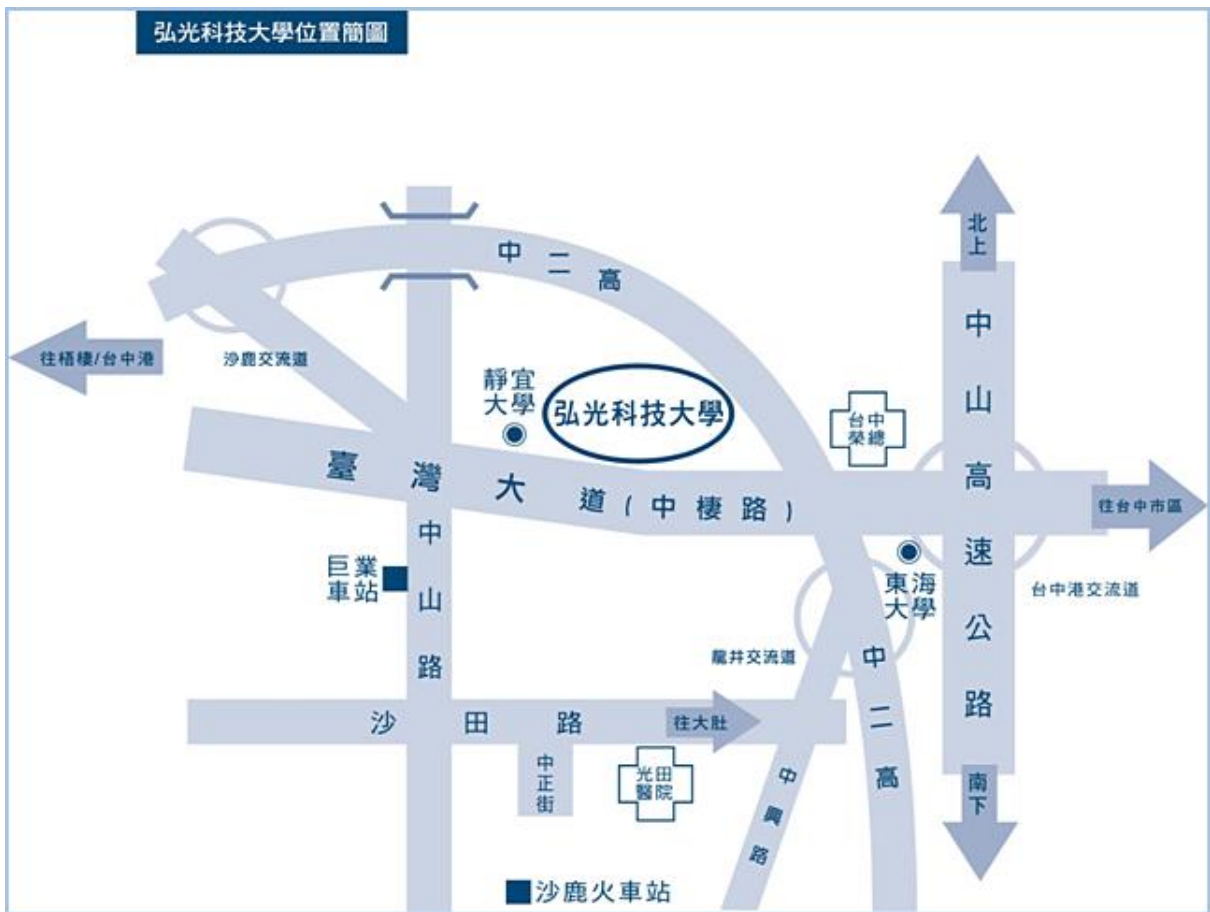 弘光科技大學位置簡圖
北上
中二高
中山高速公路
往梧棲/台中港
沙鹿交流道
靜宜
大學
弘光科技大學
台中
榮總
臺灣大道(中棲路)
往台中市區
中山路
巨業
車站
東海
大學
台中港交流道
龍井交流道
中二高
沙田路
往大肚
中正街
光田
醫院
中興路
南下
沙鹿火車站